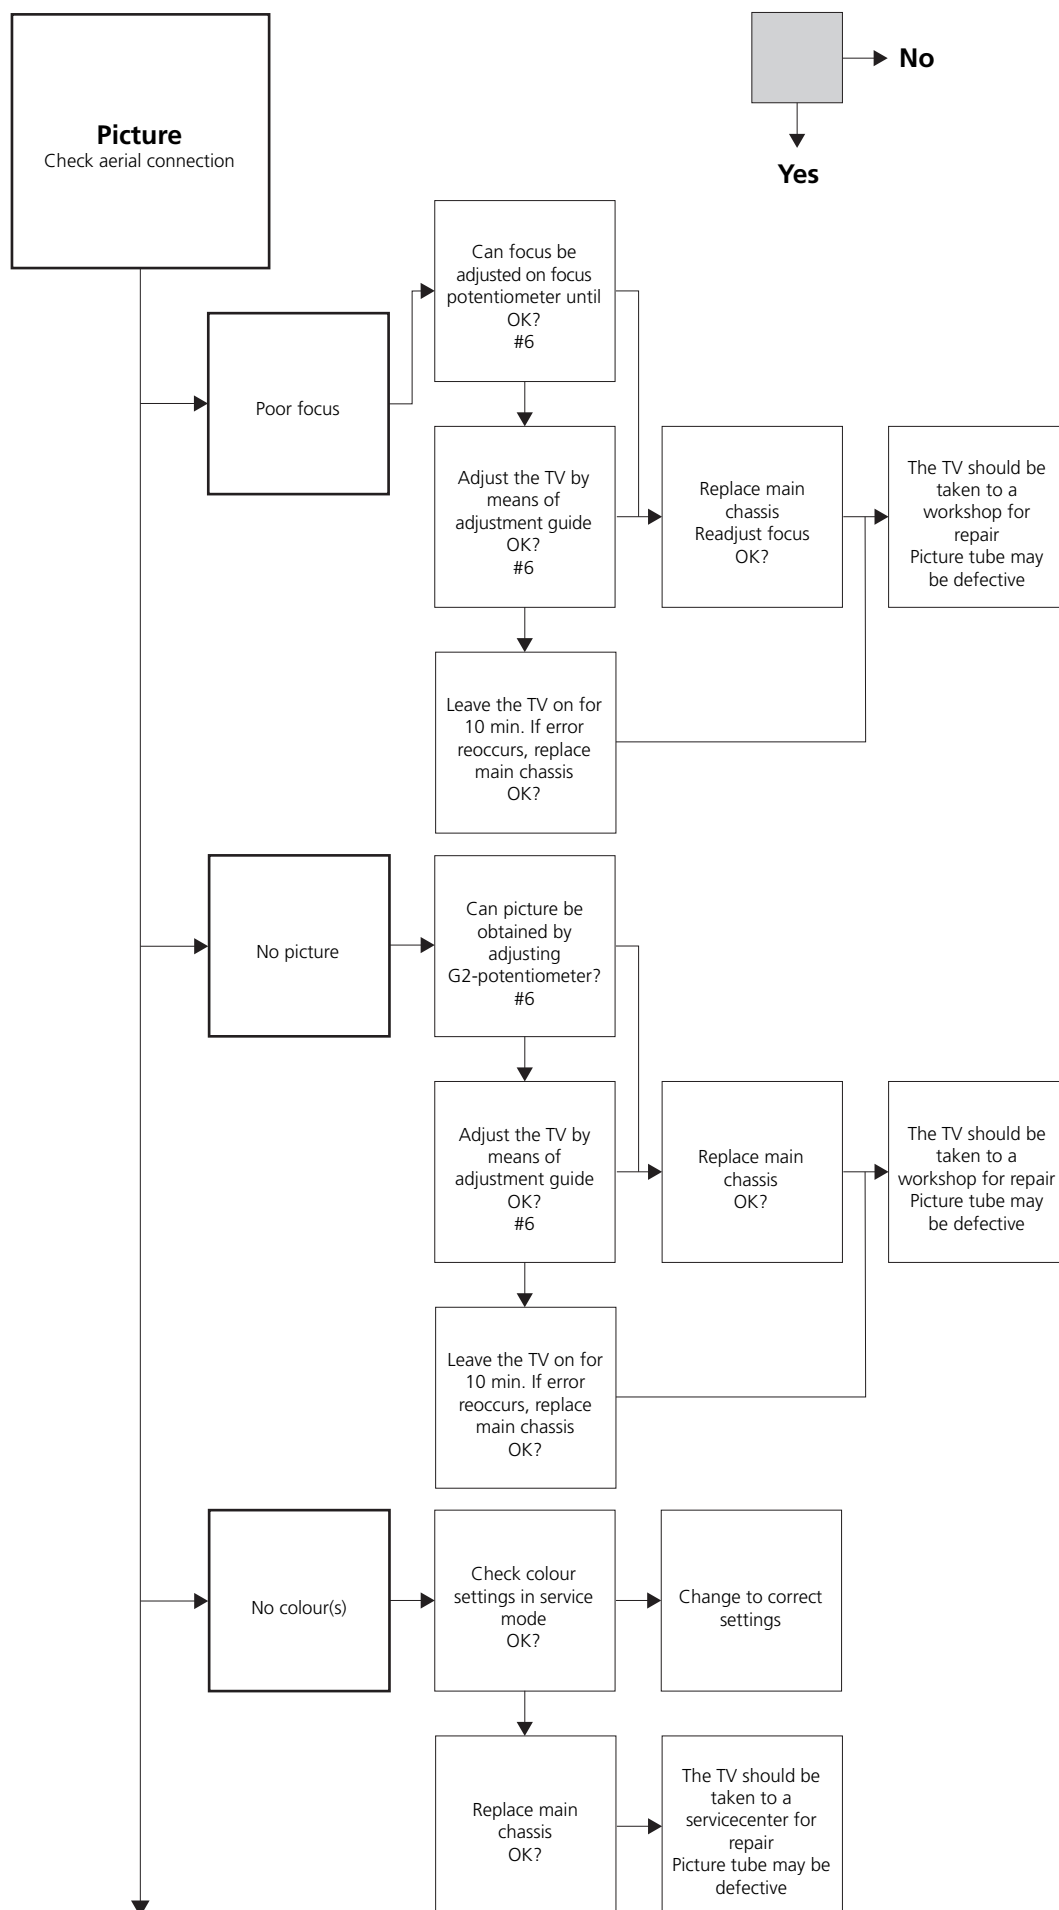 Picture
Check aerial connection
No
Yes
Poor focus
Can focus be
adjusted on focus
potentiometer until
OK?
#6
Adjust the TV by
means of
adjustment guide
OK?
#6
Replace main
chassis
Readjust focus
OK?
The TV should be
taken to a
workshop for
repair
Picture tube may
be defective
Leave the TV on for
10 min. If error
reoccurs, replace
main chassis
OK?
No picture
Can picture be
obtained by
adjusting
G2-potentiometer?
#6
Adjust the TV by
means of
adjustment guide
OK?
#6
Replace main
chassis
OK?
The TV should be
taken to a
workshop for repair
Picture tube may
be defective
Leave the TV on for
10 min. If error
reoccurs, replace
main chassis
OK?
No colour(s)
Check colour
settings in service
mode
OK?
Change to correct
settings
Replace main
chassis
OK?
The TV should be
taken to a
servicecenter for
repair
Picture tube may be
defective